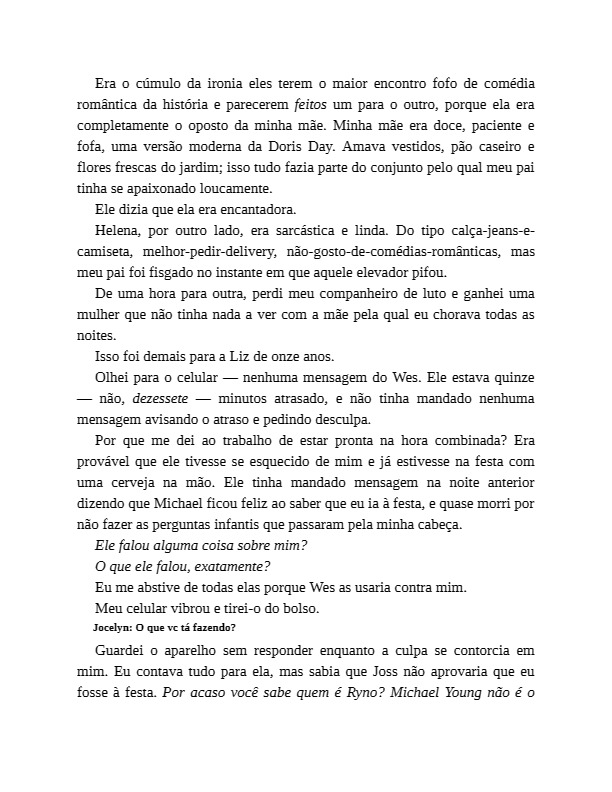 Era o cúmulo da ironia eles terem o maior encontro fofo de comédia
romântica da história e parecerem feitos um para o outro, porque ela era
completamente o oposto da minha mãe. Minha mãe era doce, paciente e
fofa, uma versão moderna da Doris Day. Amava vestidos, pão caseiro e
flores frescas do jardim; isso tudo fazia parte do conjunto pelo qual meu pai
tinha se apaixonado loucamente.
Ele dizia que ela era encantadora.
Helena, por outro lado, era sarcástica e linda. Do tipo calça-jeans-e-
camiseta, melhor-pedir-delivery, não-gosto-de-comédias-românticas, mas
meu pai foi fisgado no instante em que aquele elevador pifou.
De uma hora para outra, perdi meu companheiro de luto e ganhei uma
mulher que não tinha nada a ver com a mãe pela qual eu chorava todas as
noites.
Isso foi demais para a Liz de onze anos.
Olhei para o celular — nenhuma mensagem do Wes. Ele estava quinze
— não, dezessete — minutos atrasado, e não tinha mandado nenhuma
mensagem avisando o atraso e pedindo desculpa.
Por que me dei ao trabalho de estar pronta na hora combinada? Era
provável que ele tivesse se esquecido de mim e já estivesse na festa com
uma cerveja na mão. Ele tinha mandado mensagem na noite anterior
dizendo que Michael ficou feliz ao saber que eu ia à festa, e quase morri por
não fazer as perguntas infantis que passaram pela minha cabeça.
Ele falou alguma coisa sobre mim?
O que ele falou, exatamente?
Eu me abstive de todas elas porque Wes as usaria contra mim.
Meu celular vibrou e tirei-o do bolso.
Jocelyn: O que vc tá fazendo?
Guardei o aparelho sem responder enquanto a culpa se contorcia em
mim. Eu contava tudo para ela, mas sabia que Joss não aprovaria que eu
fosse à festa. Por acaso você sabe quem é Ryno? Michael Young não é o